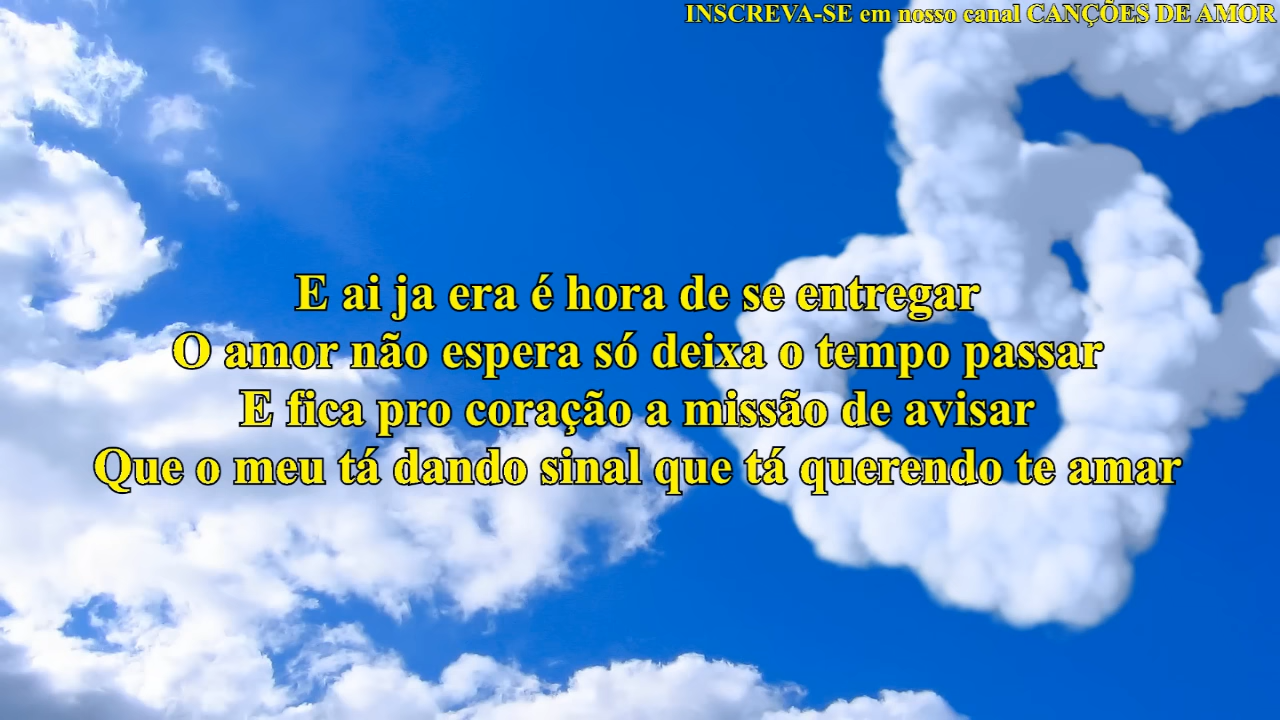 INSCREVA-SE em nosso canal CANÇÕES DE AMOR
E ai ja era é hora de se entregar
O amor não espera só deixa o tempo passar
E fica pro coração a missão de avisar
Que o meu tá dando sinal que tá querendo te amar